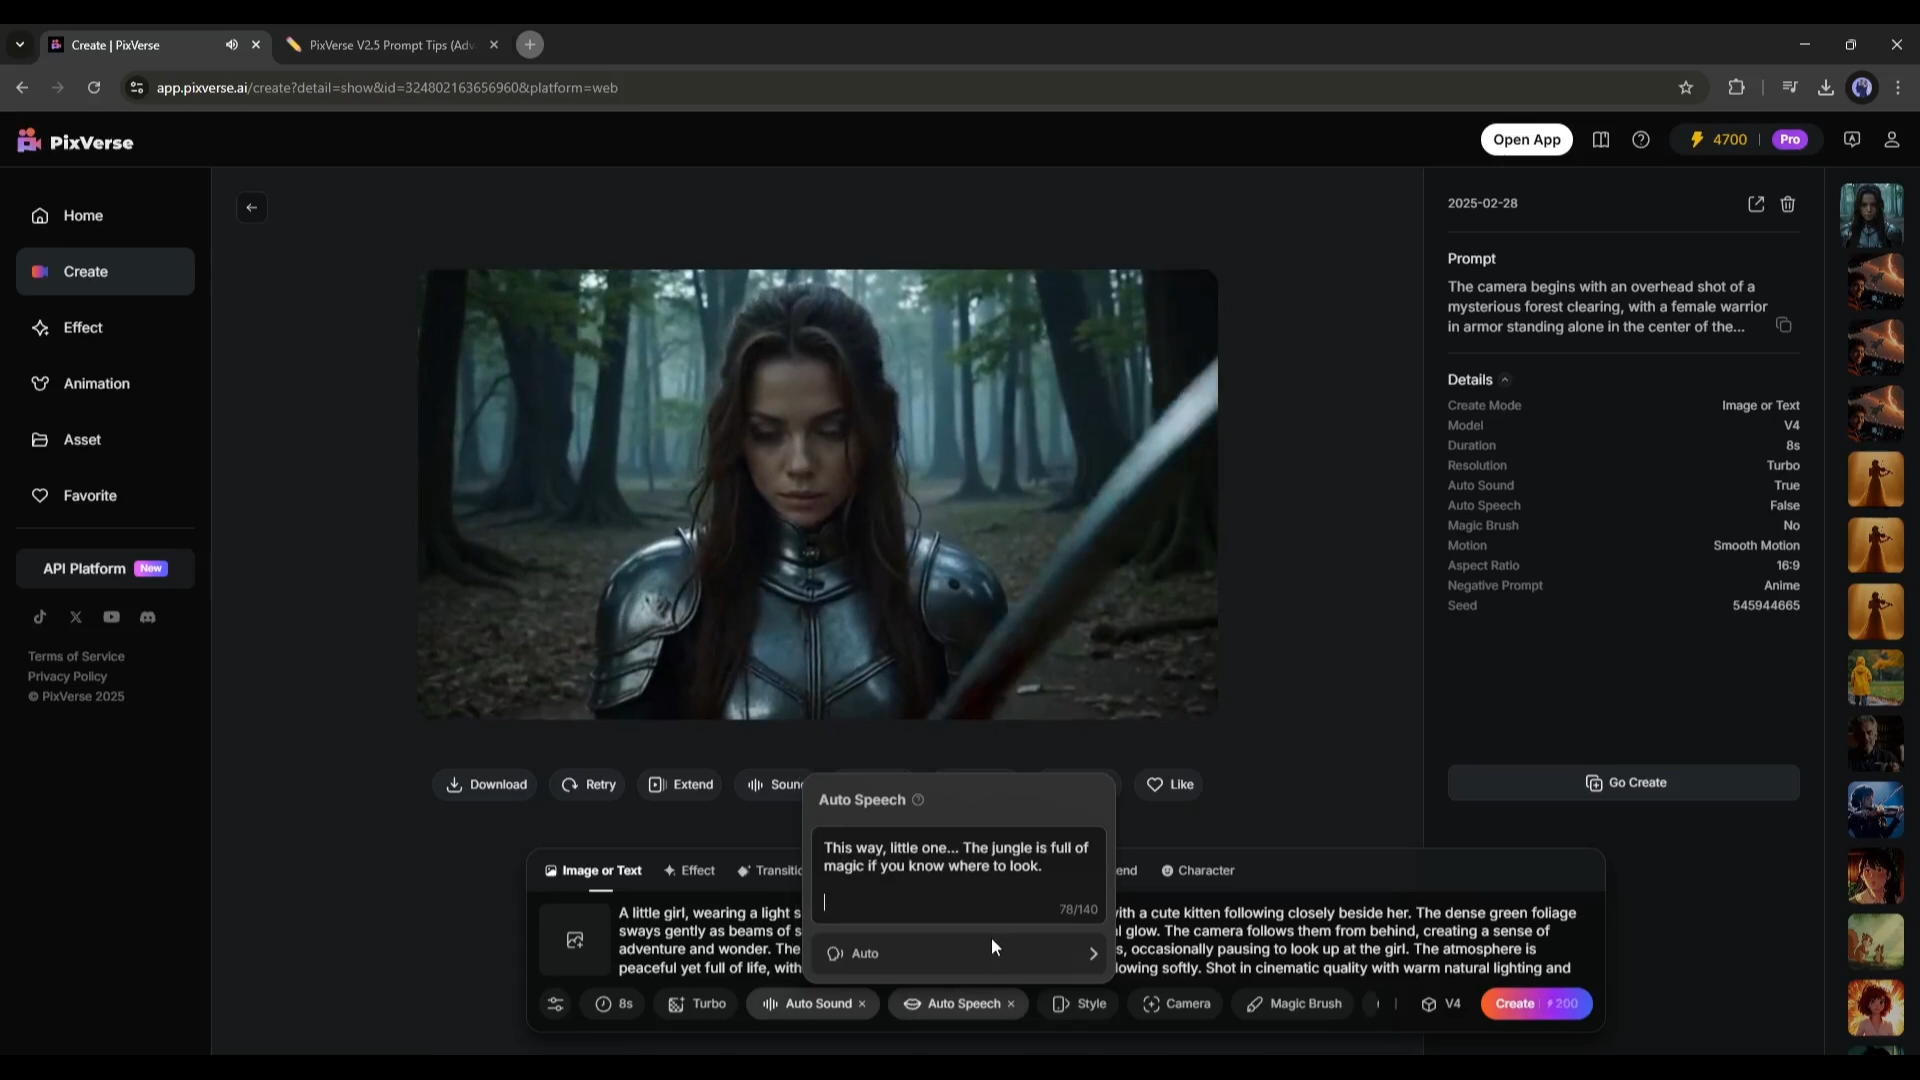 Create | PixVerse
PixVerse V2.5 Prompt Tips (Adv
app.pixverse.ai/create?detail=show&id=324802163656960&platform=web
PixVerse
Open App
4700
Pro
Home
Create
Effect
Animation
Asset
Favorite
API Platform New
Terms of Service
Privacy Policy
© PixVerse 2025
2025-02-28
Prompt
The camera begins with an overhead shot of a
mysterious forest clearing, with a female warrior
in armor standing alone in the center of the...
Details
Create Mode Image or Text
Model V4
Duration 8s
Resolution Turbo
Auto Sound True
Auto Speech False
Magic Brush No
Motion Smooth Motion
Aspect Ratio 16:9
Negative Prompt Anime
Seed 545944665
Go Create
Download
Retry
Extend
Soun
Like
Auto Speech
This way, little one... The jungle is full of
magic if you know where to look.
78/140
Auto
Image or Text
Effect
Transitio
end
Character
A little girl, wearing a light s
ith a cute kitten following closely beside her. The dense green foliage
sways gently as beams of s
l glow. The camera follows them from behind, creating a sense of
adventure and wonder. The
s, occasionally pausing to look up at the girl. The atmosphere is
peaceful yet full of life, with
lowing softly. Shot in cinematic quality with warm natural lighting and
8s
Turbo
Auto Sound
Auto Speech
Style
Camera
Magic Brush
V4
Create 200